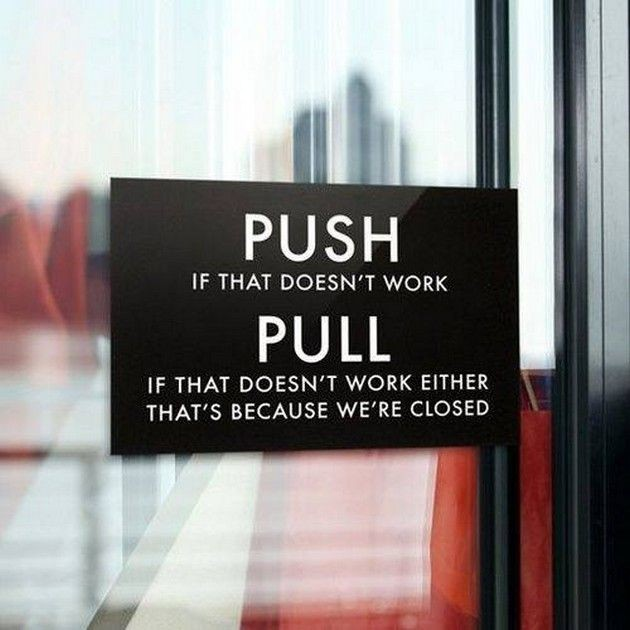 PUSH
IF THAT DOESN'T WORK
PULL
IF THAT DOESN'T WORK EITHER
THAT'S BECAUSE WE'RE CLOSED